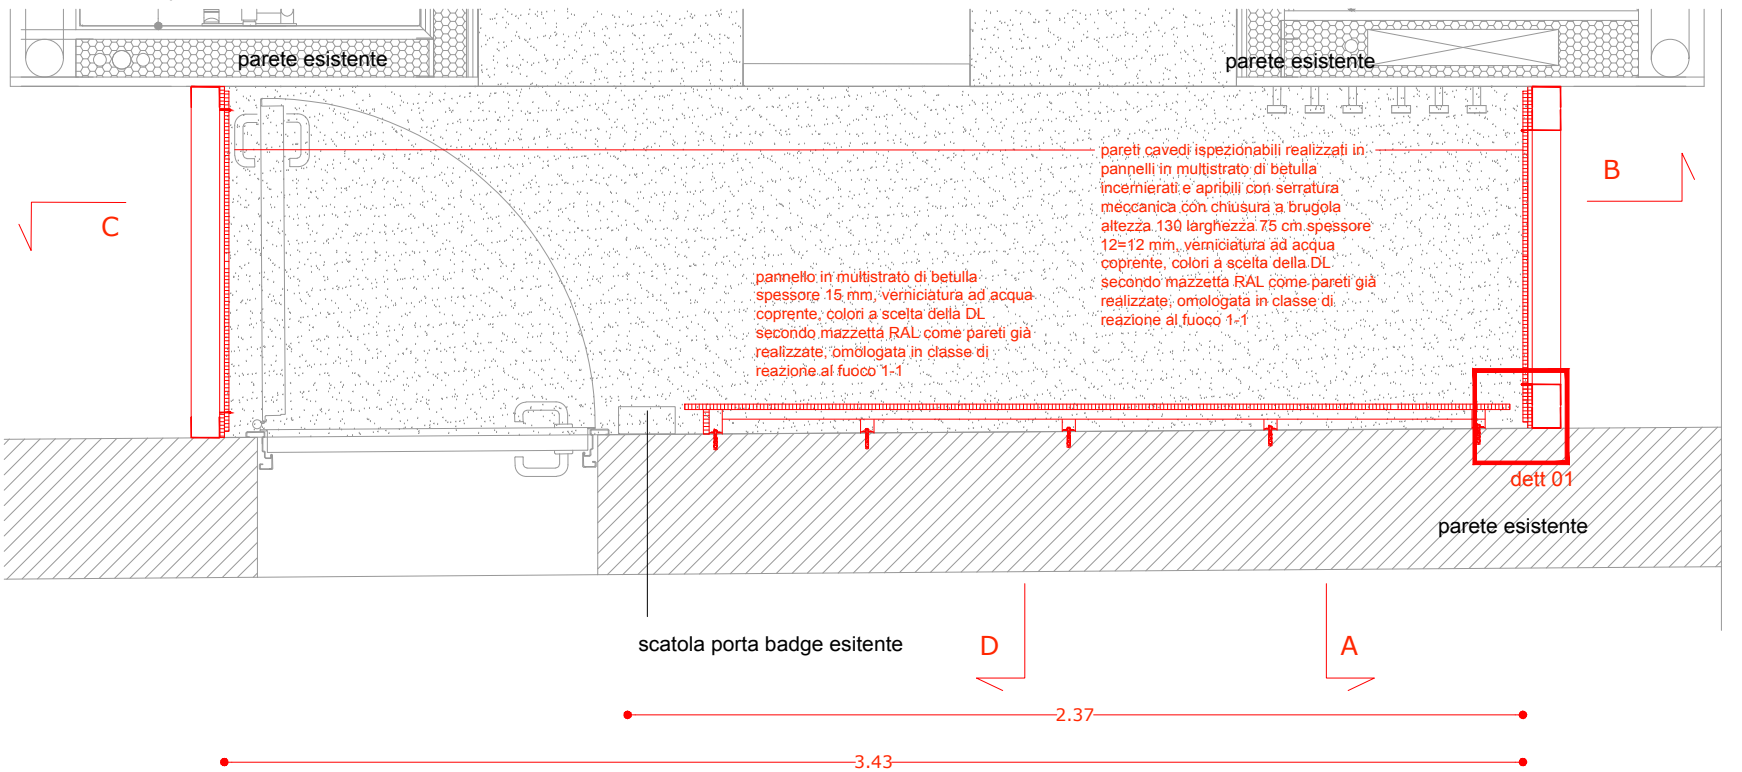 parete esistente
parete esistente
pareti cavedi ispezionabili realizzati in
pannelli in multistrato di betulla
incernierati e apribili con serratura
meccanica con chiusura a brugola
altezza 130 larghezza 75 cm spessore
12=12 mm, verniciatura ad acqua
coprente, colori a scelta della DL
secondo mazzetta RAL come pareti già
realizzate, omologata in classe di
reazione al fuoco 1-1
B
C
pannello in multistrato di betulla
spessore 15 mm, verniciatura ad acqua
coprente, colori a scelta della DL
secondo mazzetta RAL come pareti già
realizzate, omologata in classe di
reazione al fuoco 1-1
dett 01
parete esistente
scatola porta badge esitente
D
A
2.37
3.43